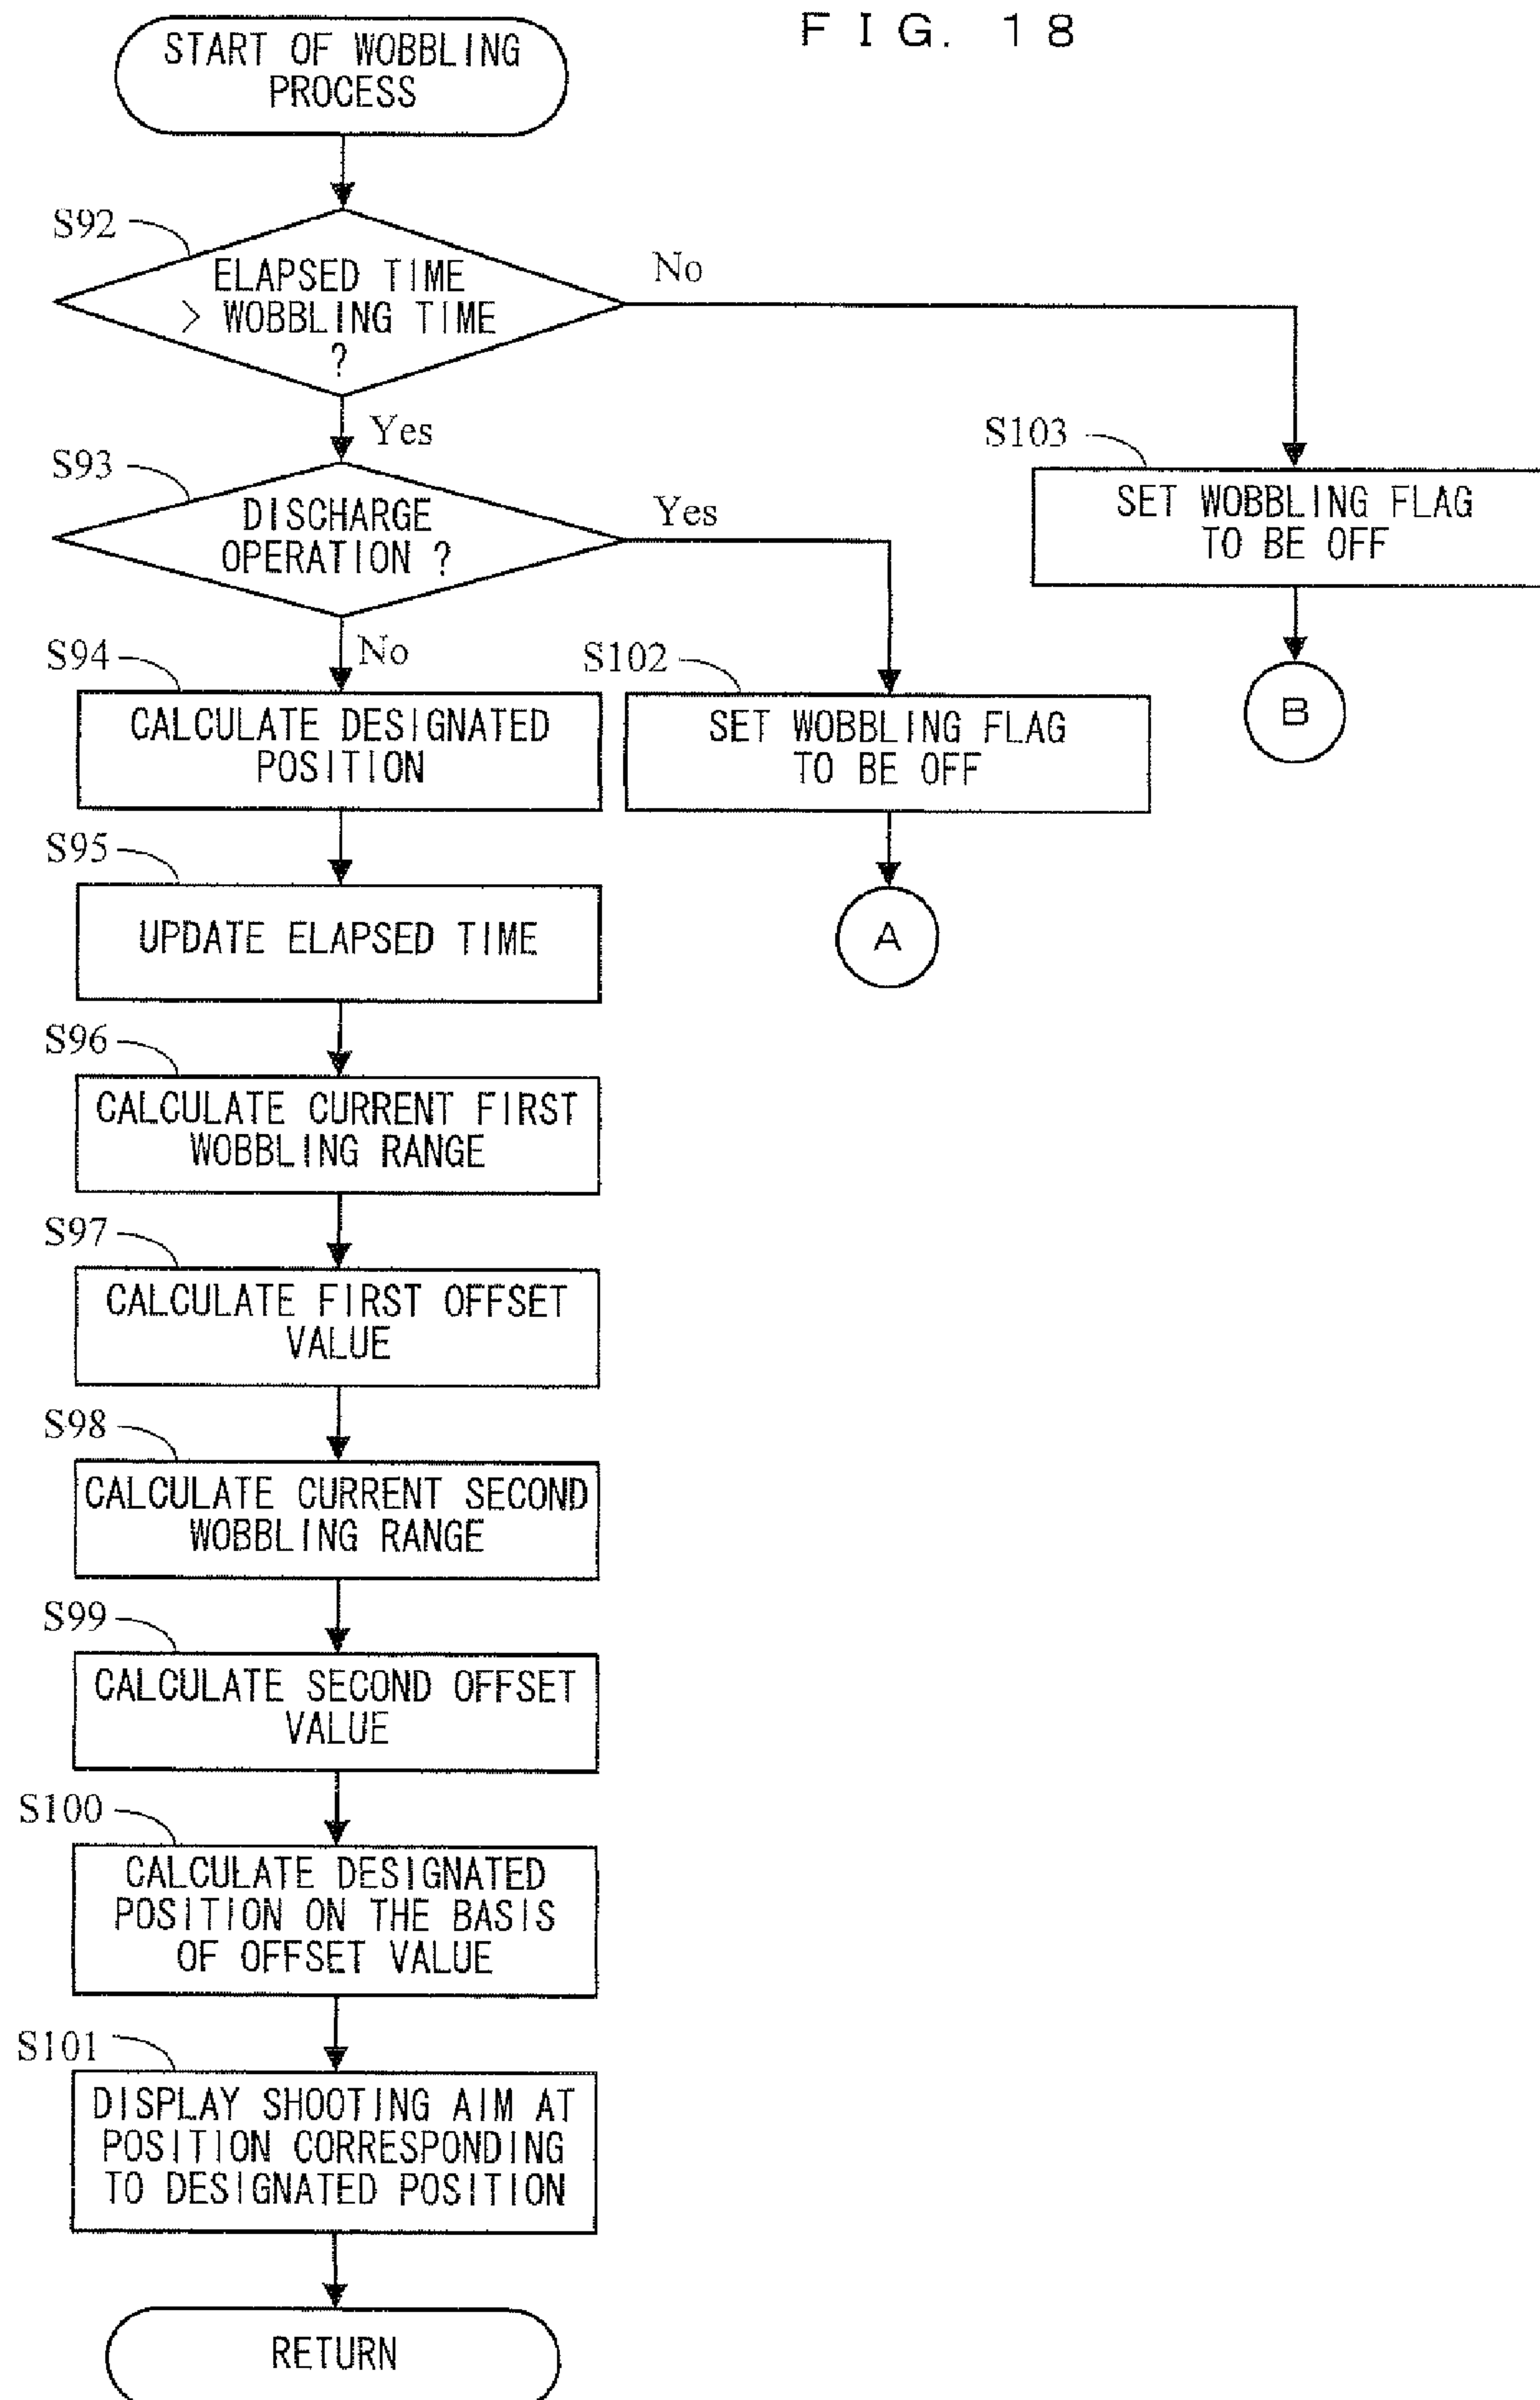 FIG. 18
START OF WOBBLING
PROCESS
S92
ELAPSED TIME
> WOBBLING TIME
?
No
Yes
S103
SET WOBBLING FLAG
TO BE OFF
B
S93
DISCHARGE
OPERATION ?
Yes
No
S94
CALCULATE DESIGNATED
POSITION
S102
SET WOBBLING FLAG
TO BE OFF
A
S95
UPDATE ELAPSED TIME
S96
CALCULATE CURRENT FIRST
WOBBLING RANGE
S97
CALCULATE FIRST OFFSET
VALUE
S98
CALCULATE CURRENT SECOND
WOBBLING RANGE
S99
CALCULATE SECOND OFFSET
VALUE
S100
CALCULATE DESIGNATED
POSITION ON THE BASIS
OF OFFSET VALUE
S101
DISPLAY SHOOTING AIM AT
POSITION CORRESPONDING
TO DESIGNATED POSITION
RETURN